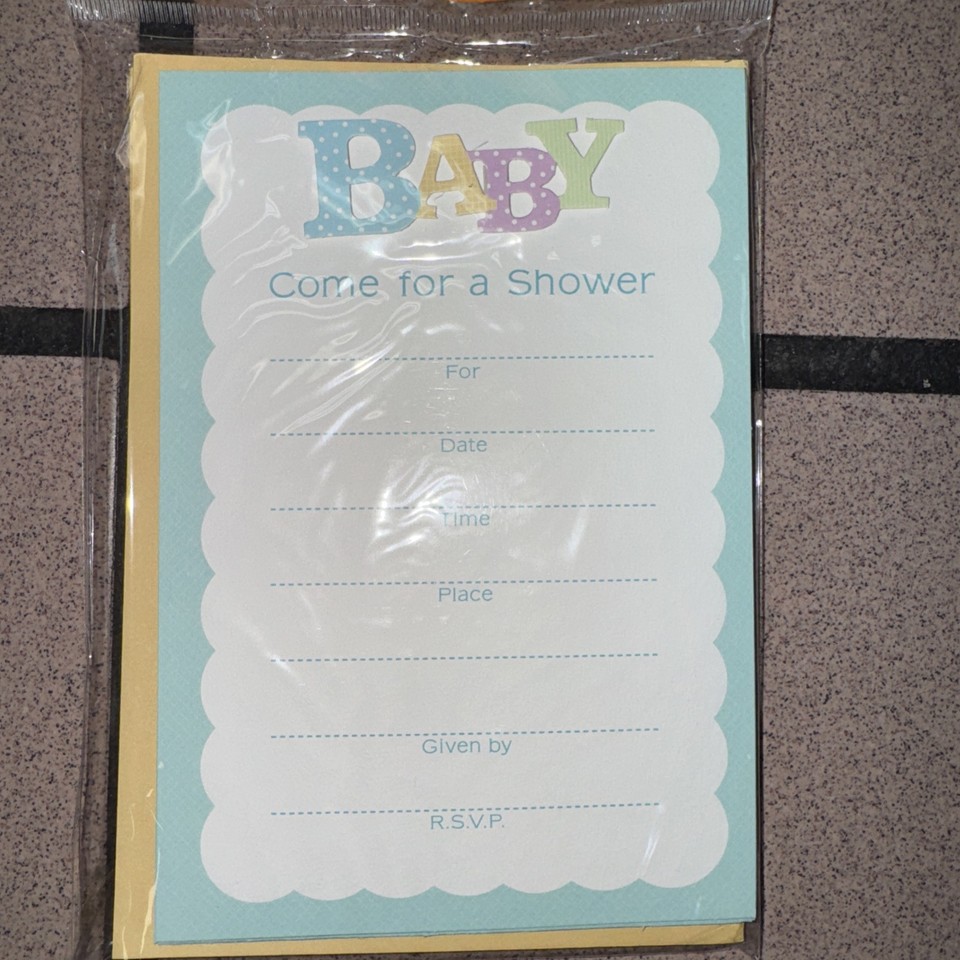 BABY
Come for a Shower
For
Date
Time
Place
Given by
R.S.V.P.